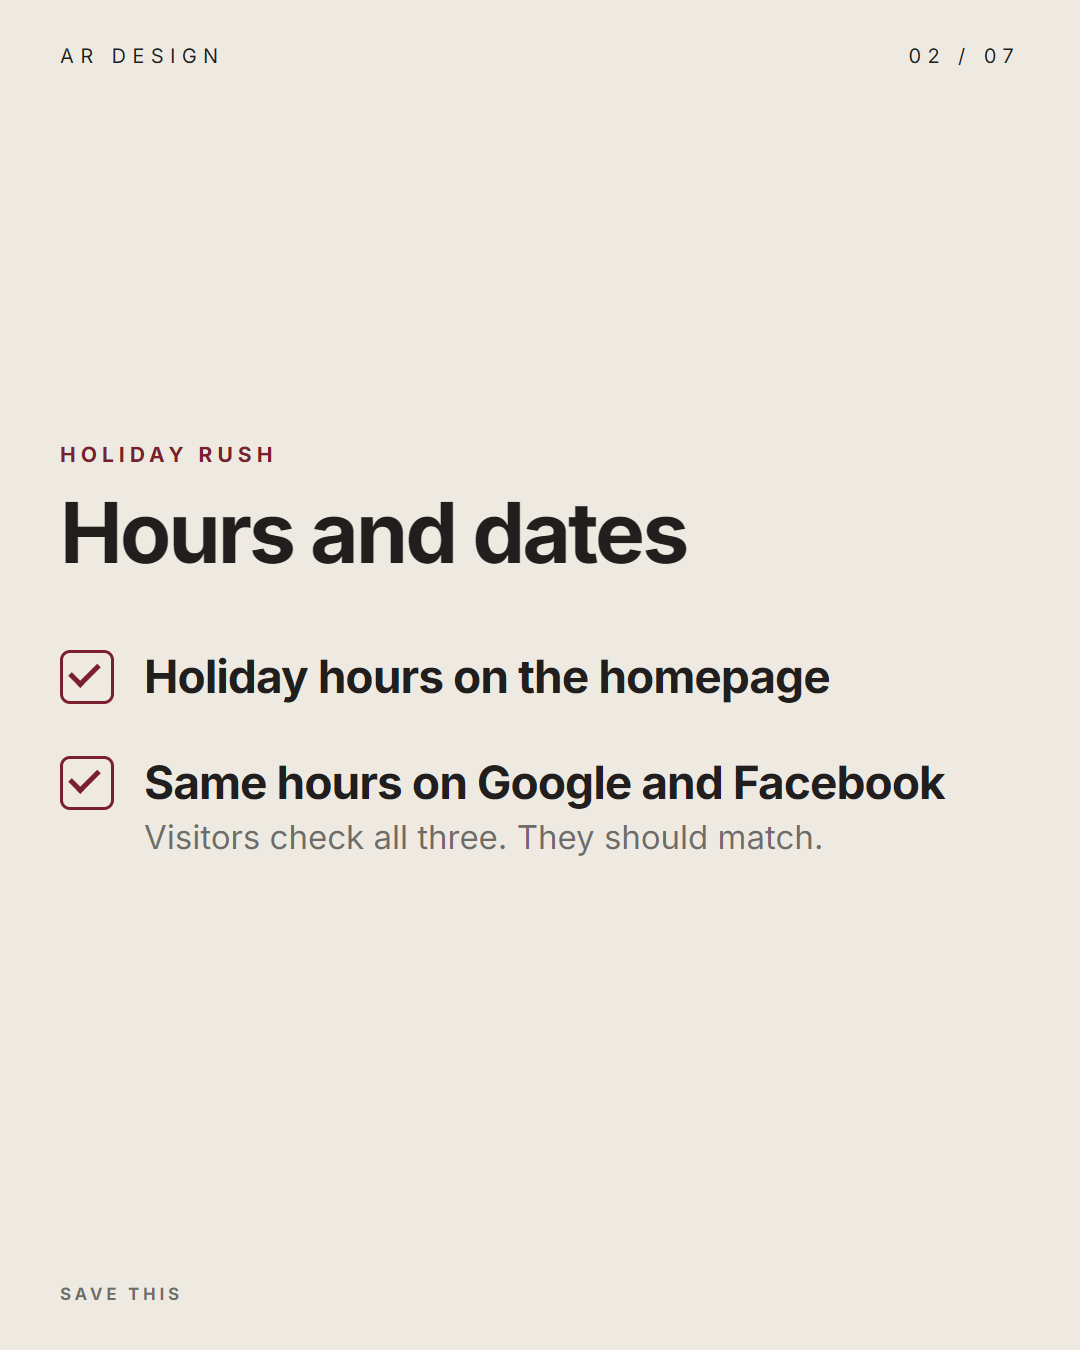 AR DESIGN
02 / 07
HOLIDAY RUSH
Hours and dates
Holiday hours on the homepage
Same hours on Google and Facebook
Visitors check all three. They should match.
SAVE THIS